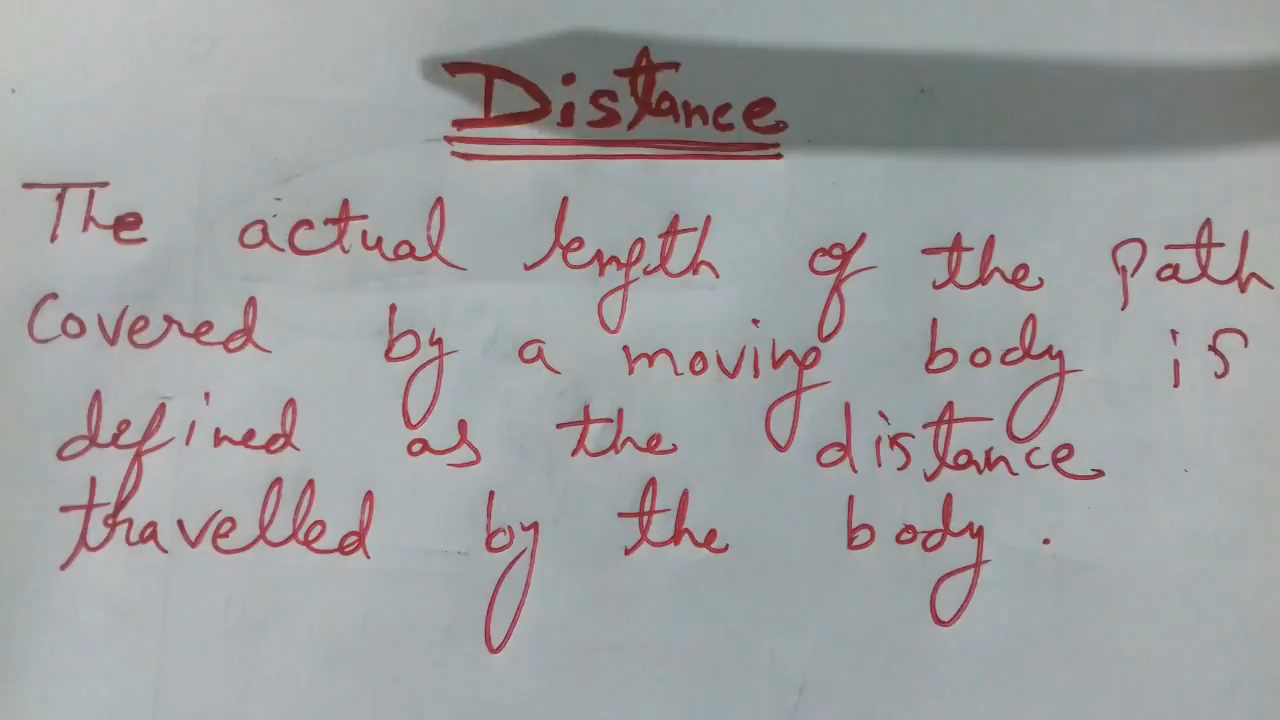 Distance
The actual length of the path
covered by a moving body is
defined as the distance
travelled by the body.